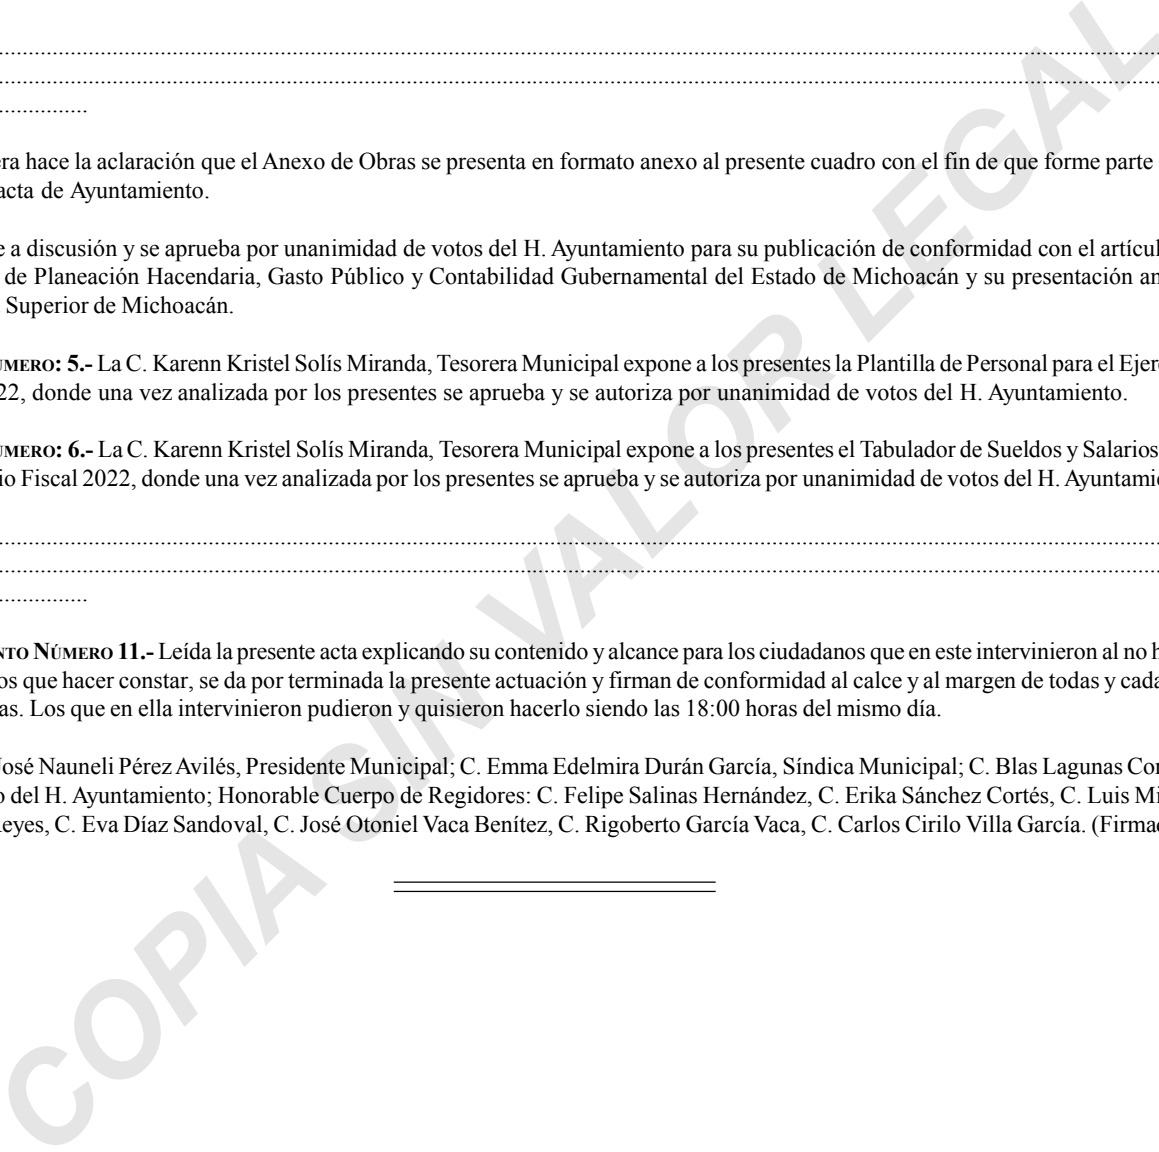 ....................................................................................................
....................................................................................................
...............
era hace la aclaración que el Anexo de Obras se presenta en formato anexo al presente cuadro con el fin de que forme parte
acta de Ayuntamiento.
e a discusión y se aprueba por unanimidad de votos del H. Ayuntamiento para su publicación de conformidad con el artícul
de Planeación Hacendaria, Gasto Público y Contabilidad Gubernamental del Estado de Michoacán y su presentación an
Superior de Michoacán.
ÚMERO: 5.- La C. Karenn Kristel Solís Miranda, Tesorera Municipal expone a los presentes la Plantilla de Personal para el Ejer
22, donde una vez analizada por los presentes se aprueba y se autoriza por unanimidad de votos del H. Ayuntamiento.
ÚMERO: 6.- La C. Karenn Kristel Solís Miranda, Tesorera Municipal expone a los presentes el Tabulador de Sueldos y Salarios
io Fiscal 2022, donde una vez analizada por los presentes se aprueba y se autoriza por unanimidad de votos del H. Ayuntami
....................................................................................................
....................................................................................................
...............
NTO NÚMERO 11.- Leída la presente acta explicando su contenido y alcance para los ciudadanos que en este intervinieron al no h
os que hacer constar, se da por terminada la presente actuación y firman de conformidad al calce y al margen de todas y cada
as. Los que en ella intervinieron pudieron y quisieron hacerlo siendo las 18:00 horas del mismo día.
José Nauneli Pérez Avilés, Presidente Municipal; C. Emma Edelmira Durán García, Síndica Municipal; C. Blas Lagunas Cor
o del H. Ayuntamiento; Honorable Cuerpo de Regidores: C. Felipe Salinas Hernández, C. Erika Sánchez Cortés, C. Luis Mi
Reyes, C. Eva Díaz Sandoval, C. José Otoniel Vaca Benítez, C. Rigoberto García Vaca, C. Carlos Cirilo Villa García. (Firmad
COPIA SIN VALOR LEGAL